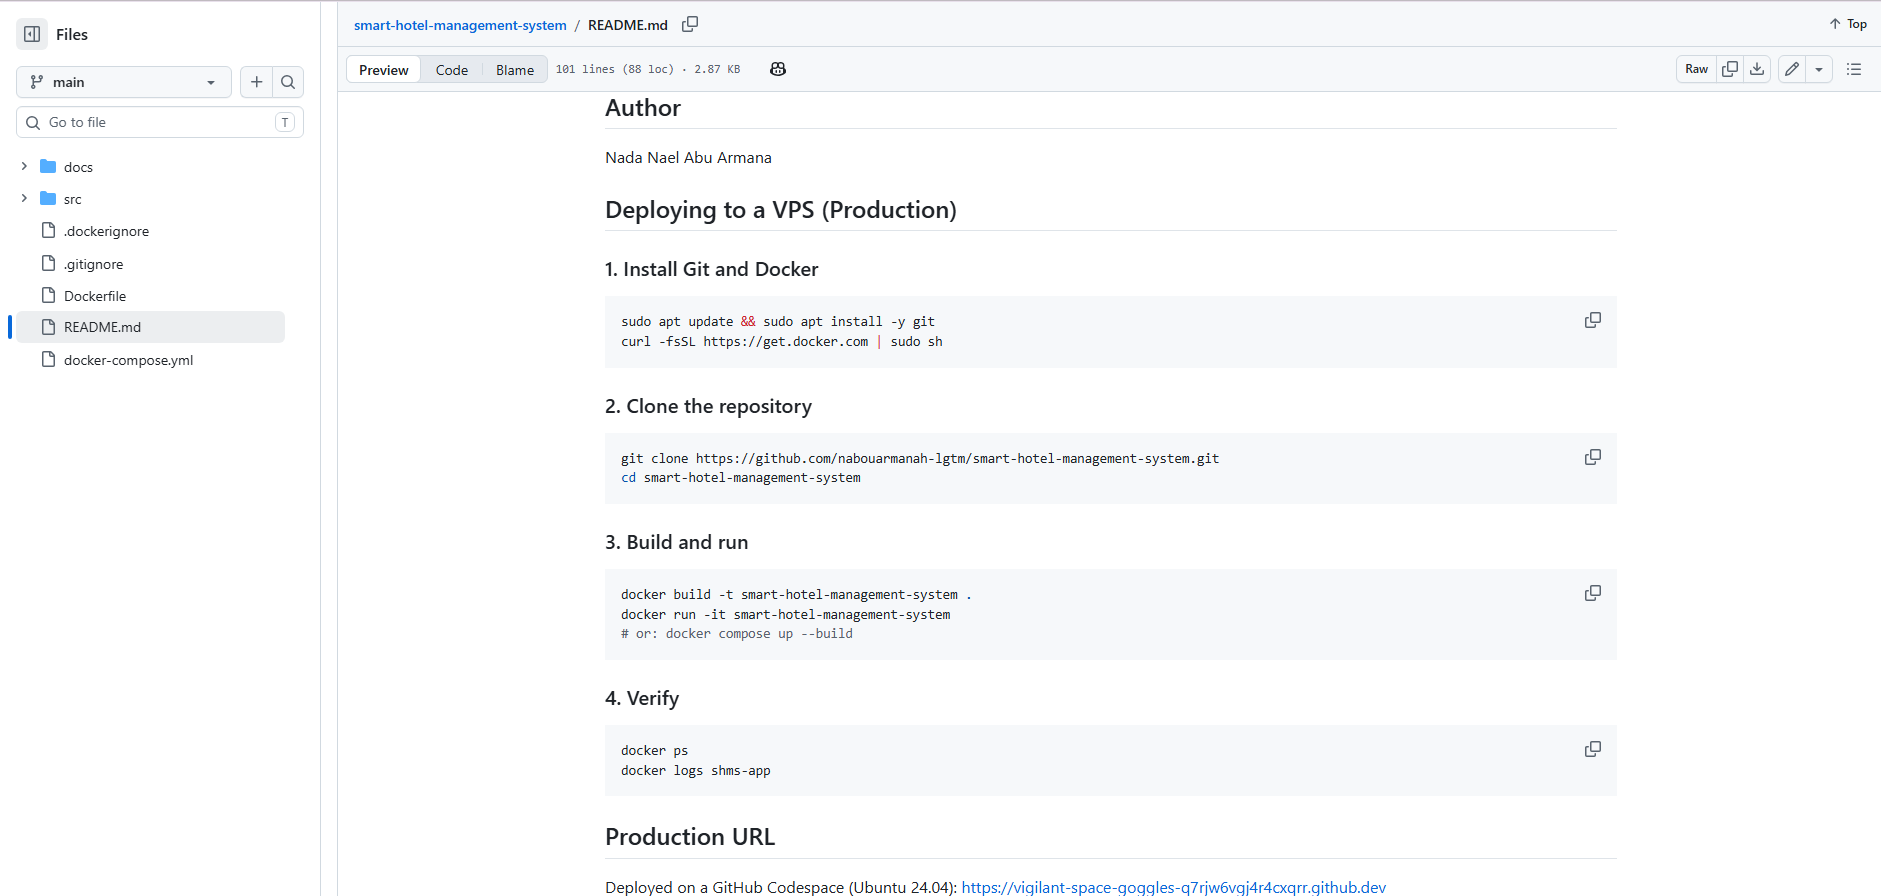 Files
main
Go to file
T
docs
src
.dockerignore
.gitignore
Dockerfile
README.md
docker-compose.yml
smart-hotel-management-system / README.md
Top
Preview Code Blame 101 lines (88 loc) · 2.87 KB
Raw
Author
Nada Nael Abu Armana
Deploying to a VPS (Production)
1. Install Git and Docker
sudo apt update && sudo apt install -y git
curl -fsSL https://get.docker.com | sudo sh
2. Clone the repository
git clone https://github.com/nabouarmanah-lgtm/smart-hotel-management-system.git
cd smart-hotel-management-system
3. Build and run
docker build -t smart-hotel-management-system .
docker run -it smart-hotel-management-system
# or: docker compose up --build
4. Verify
docker ps
docker logs shms-app
Production URL
Deployed on a GitHub Codespace (Ubuntu 24.04): https://vigilant-space-goggles-q7rjw6vgj4r4cxqrr.github.dev